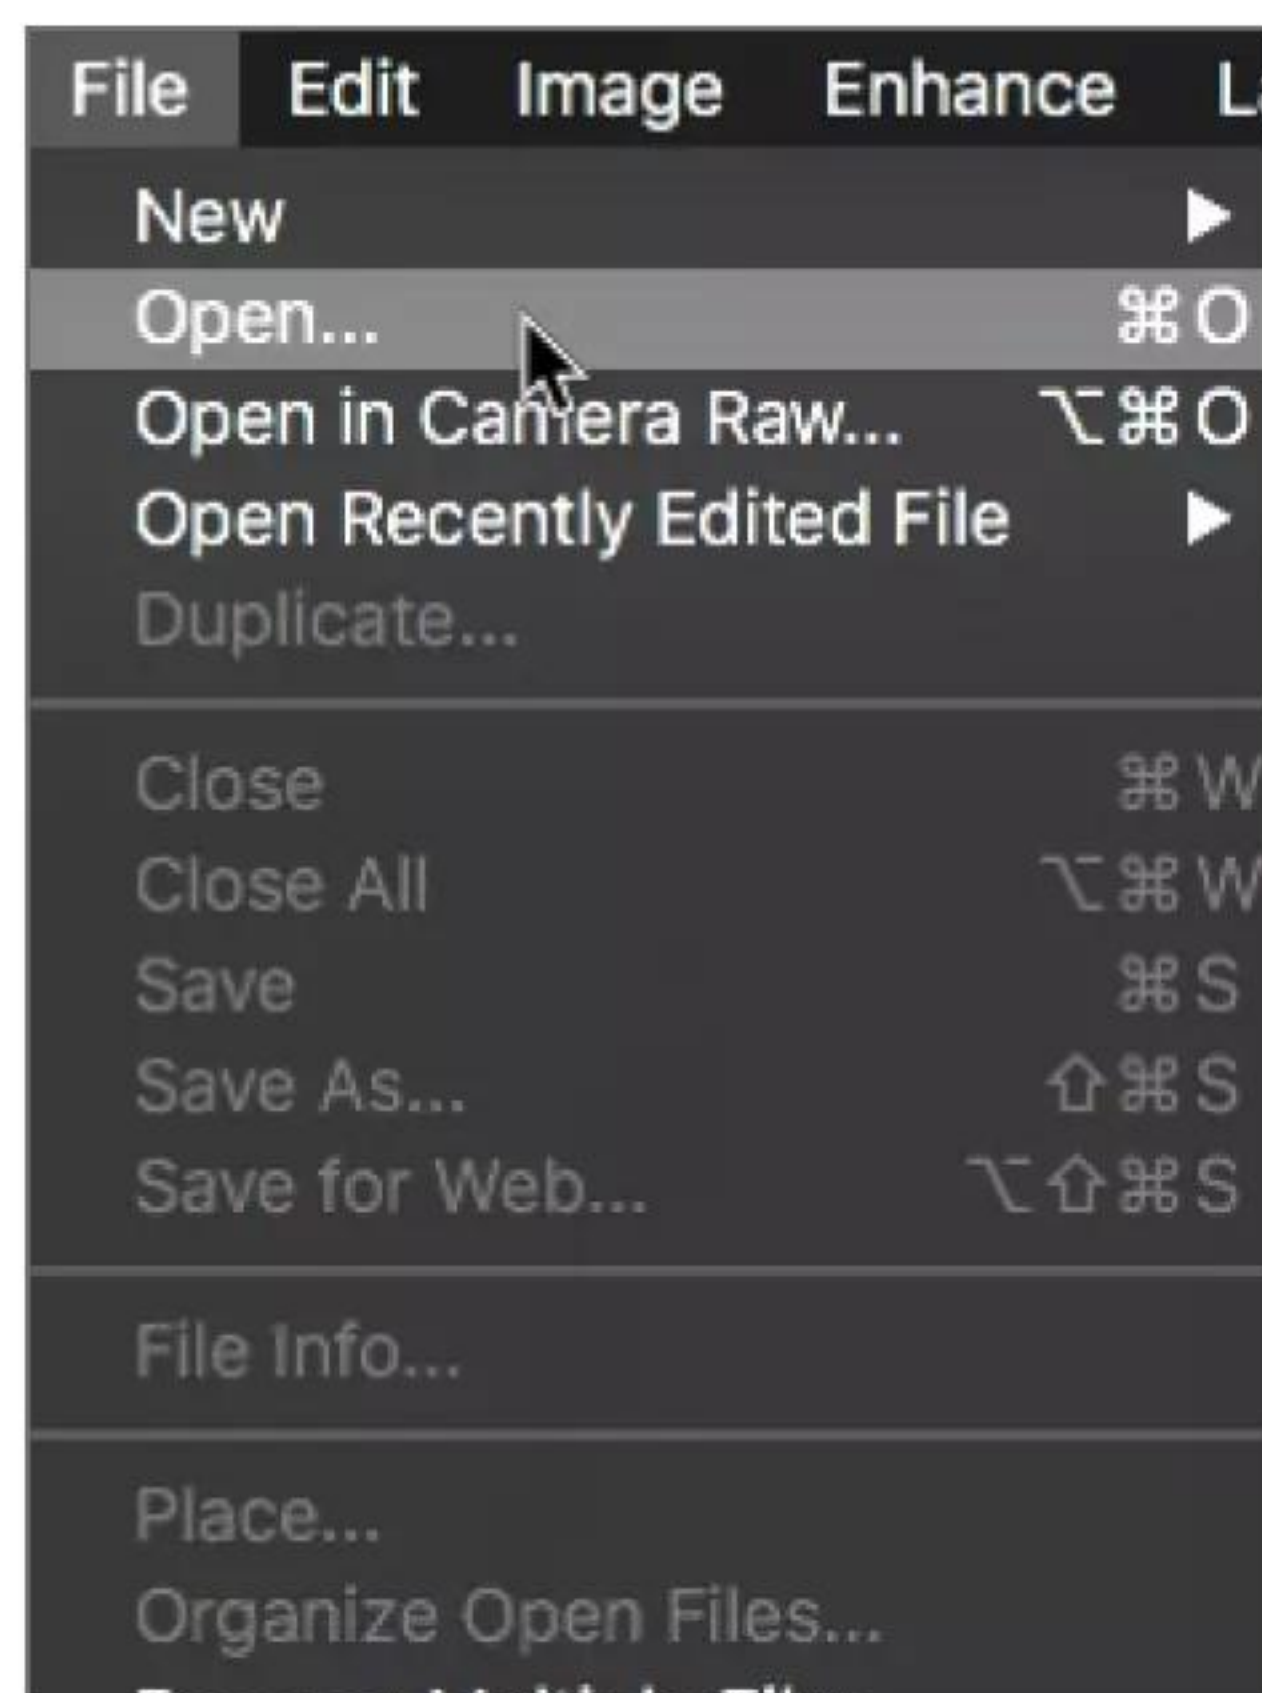 File Edit Image Enhance
New ▶
Open... ⌘O
Open in Camera Raw... ⌥⌘O
Open Recently Edited File ▶
Duplicate...
Close ⌘W
Close All ⌥⌘W
Save ⌘S
Save As... ⇧⌘S
Save for Web... ⌥⇧⌘S
File Info...
Place...
Organize Open Files...